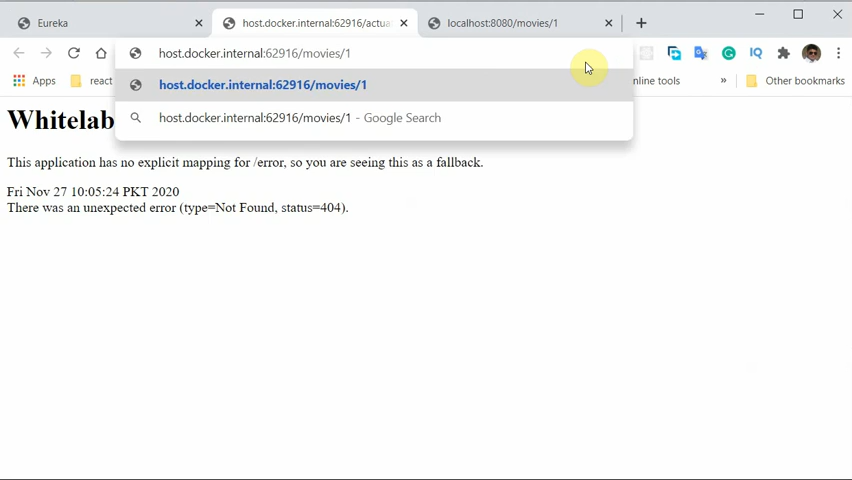 Eureka
host.docker.internal:62916/actua
localhost:8080/movies/1
host.docker.internal:62916/movies/1
Apps
react
host.docker.internal:62916/movies/1
nline tools
»
Other bookmarks
IQ
host.docker.internal:62916/movies/1 - Google Search
Whitelab
This application has no explicit mapping for /error, so you are seeing this as a fallback.
Fri Nov 27 10:05:24 PKT 2020
There was an unexpected error (type=Not Found, status=404).